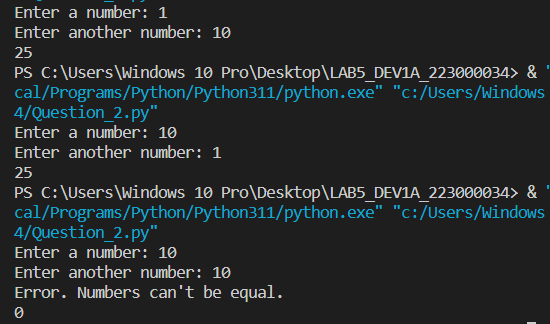 Enter a number: 1
Enter another number: 10
25
PS C:\Users\Windows 10 Pro\Desktop\LAB5_DEV1A_223000034> & "
cal/Programs/Python/Python311/python.exe" "c:/Users/Windows
4/Question_2.py"
Enter a number: 10
Enter another number: 1
25
PS C:\Users\Windows 10 Pro\Desktop\LAB5_DEV1A_223000034> & "
cal/Programs/Python/Python311/python.exe" "c:/Users/Windows
4/Question_2.py"
Enter a number: 10
Enter another number: 10
Error. Numbers can't be equal.
0